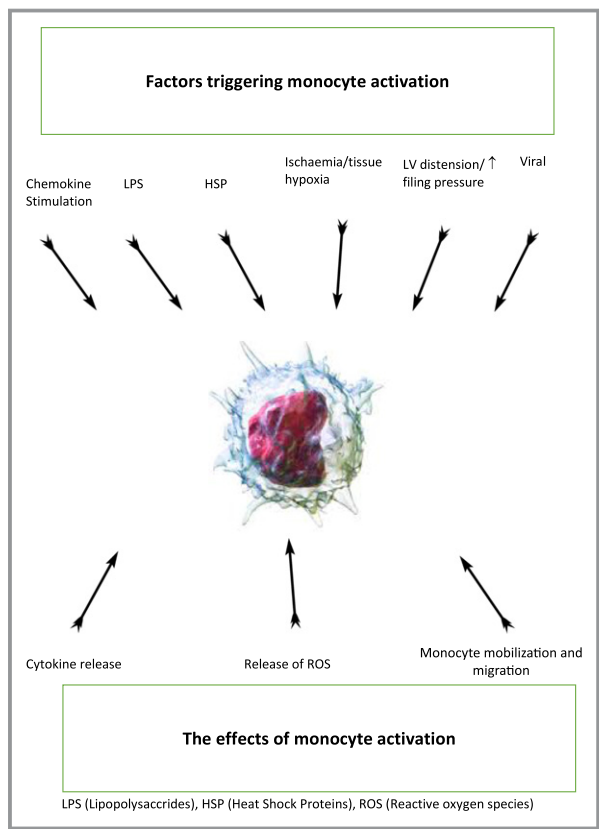 Factors triggering monocyte activation
Chemokine
Stimulation
LPS
HSP
Ischaemia/tissue
hypoxia
LV distension/ ↑
filing pressure
Viral
Cytokine release
Release of ROS
Monocyte mobilization and
migration
The effects of monocyte activation
LPS (Lipopolysaccrides), HSP (Heat Shock Proteins), ROS (Reactive oxygen species)